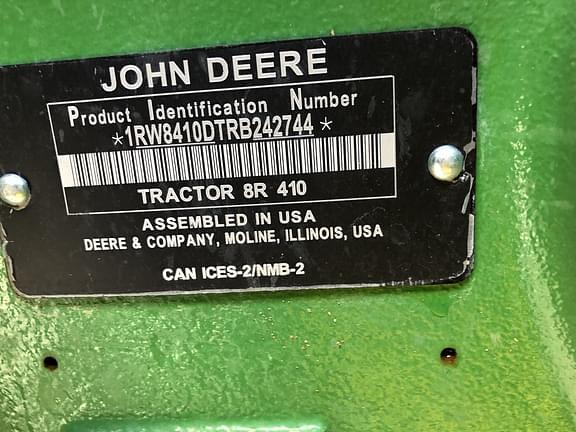 JOHN DEERE
Product Identification Number
*1RW8410DTRB242744*
TRACTOR 8R 410
ASSEMBLED IN USA
DEERE & COMPANY, MOLINE, ILLINOIS, USA
CAN ICES-2/NMB-2